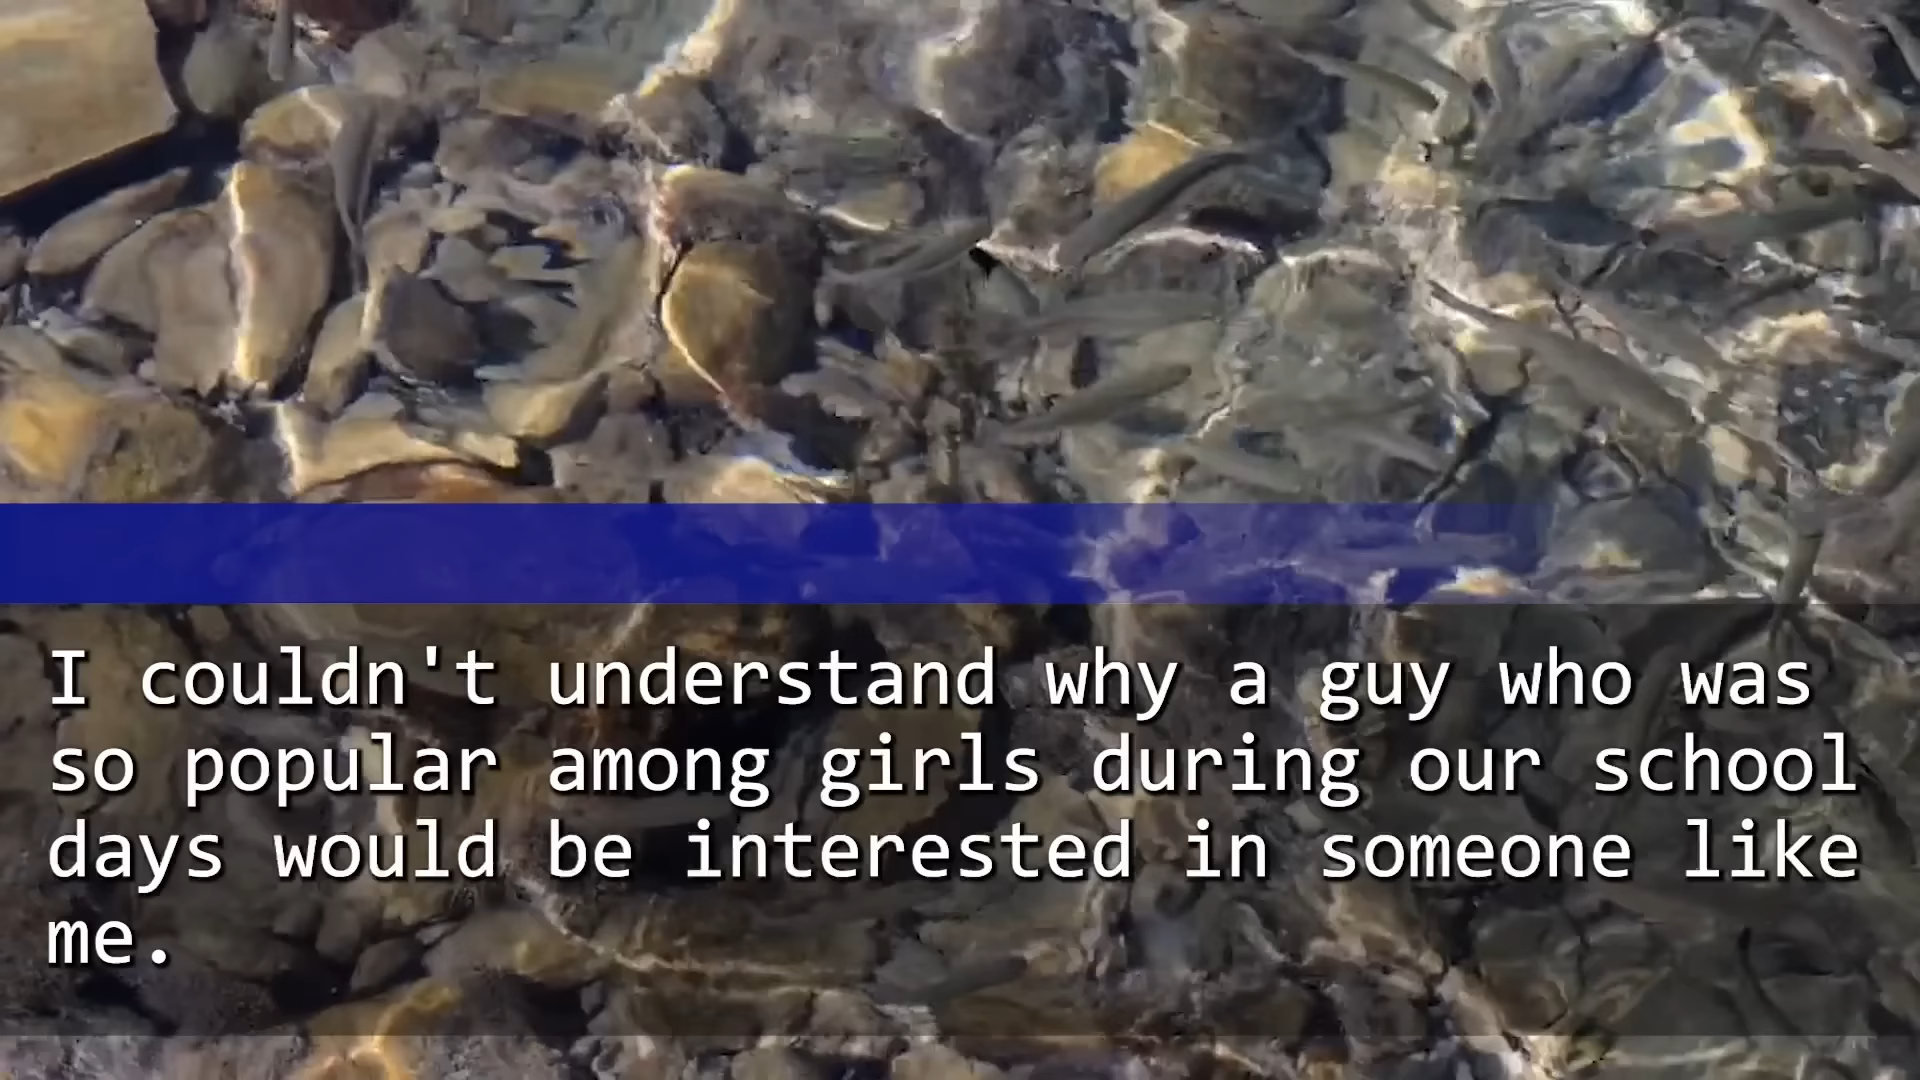 I couldn't understand why a guy who was
so popular among girls during our school
days would be interested in someone like
me.